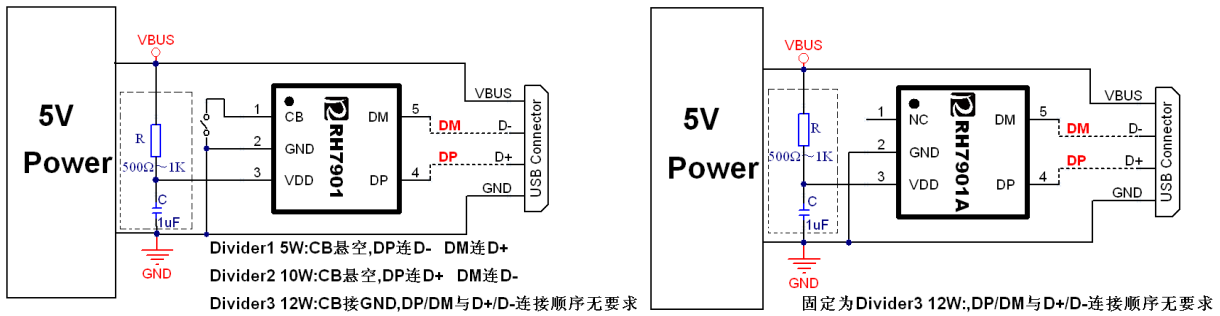 5V
Power
VBUS
R
500Ω~1K
C
1uF
GND
1
CB
2
GND
3
VDD
RH7901
DM
5
DP
4
DM
DP
VBUS
D-
D+
GND
USB Connector
Divider1 5W:CB悬空,DP连D- DM连D+
Divider2 10W:CB悬空,DP连D+ DM连D-
Divider3 12W:CB接GND,DP/DM与D+/D-连接顺序无要求
5V
Power
VBUS
R
500Ω~1K
C
1uF
GND
1
NC
2
GND
3
VDD
RH7901A
DM
5
DP
4
DM
DP
VBUS
D-
D+
GND
USB Connector
固定为Divider3 12W:,DP/DM与D+/D-连接顺序无要求